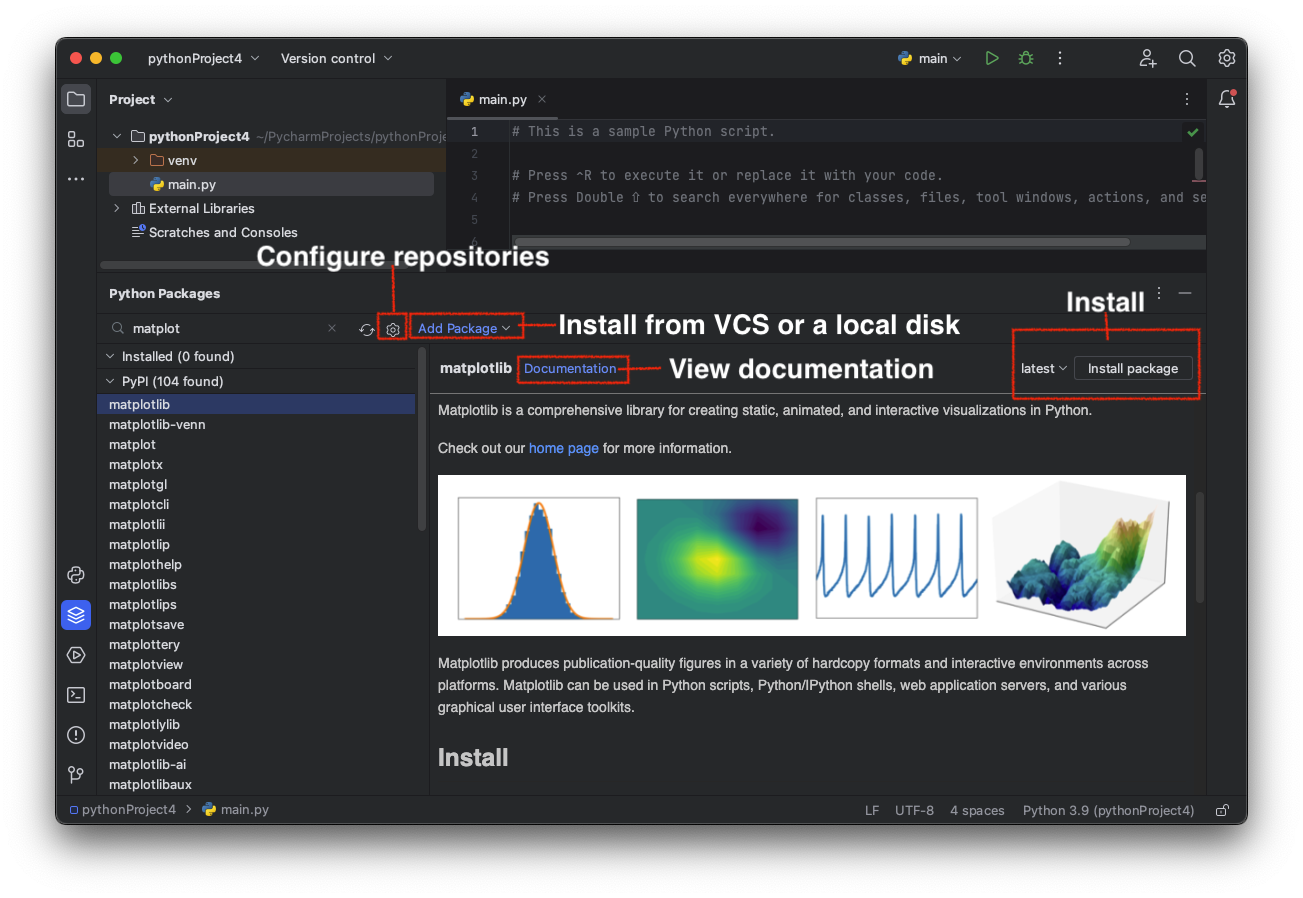 pythonProject4
Version control
main
Project
main.py
pythonProject4 ~/PycharmProjects/pythonProje
venv
main.py
External Libraries
Scratches and Consoles
1 # This is a sample Python script.
2
3 # Press ⌃R to execute it or replace it with your code.
4 # Press Double ⇧ to search everywhere for classes, files, tool windows, actions, and se
5
6
Configure repositories
Python Packages
Install
matplot
Add Package
Install from VCS or a local disk
Installed (0 found)
PyPI (104 found)
matplotlib
matplotlib-venn
matplot
matplotx
matplotgl
matplotcli
matplotlii
matplotlip
matplothelp
matplotlibs
matplotlips
matplotsave
matplottery
matplotview
matplotboard
matplotcheck
matplotlylib
matplotvideo
matplotlib-ai
matplotlibaux
matplotlib
Documentation
View documentation
latest
Install package
Matplotlib is a comprehensive library for creating static, animated, and interactive visualizations in Python.
Check out our home page for more information.
Matplotlib produces publication-quality figures in a variety of hardcopy formats and interactive environments across
platforms. Matplotlib can be used in Python scripts, Python/IPython shells, web application servers, and various
graphical user interface toolkits.
Install
pythonProject4 > main.py
LF
UTF-8
4 spaces
Python 3.9 (pythonProject4)